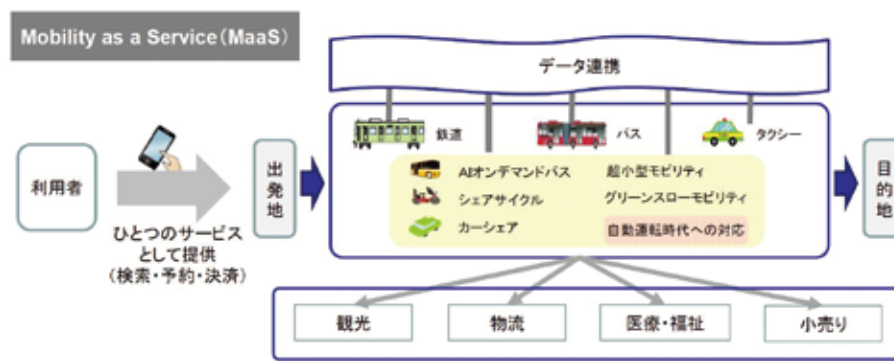 Mobility as a Service(MaaS)
データ連携
鉄道
バス
タクシー
利用者
出発地
AIオンデマンドバス
超小型モビリティ
シェアサイクル
グリーンスローモビリティ
カーシェア
自動運転時代への対応
目的地
ひとつのサービス
として提供
(検索・予約・決済)
観光
物流
医療・福祉
小売り